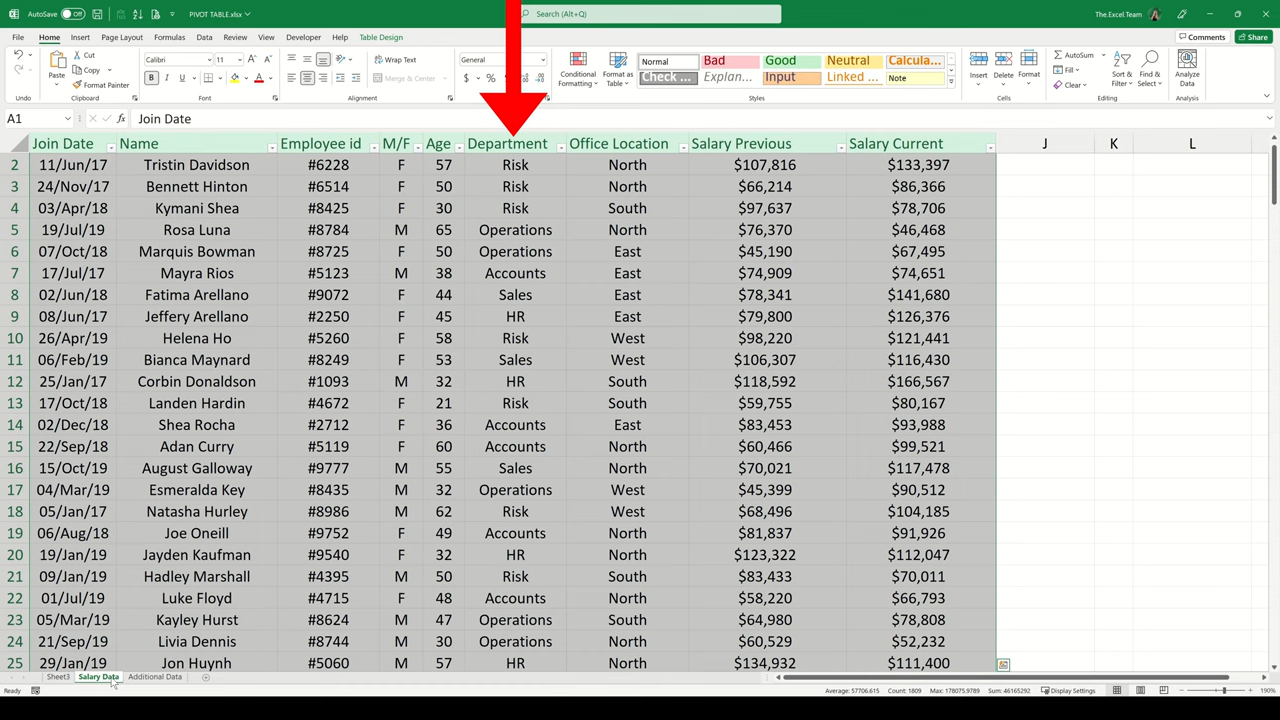 AutoSave Off PIVOT TABLE.xlsx Search (Alt+Q) The.Excel.Team
File Home Insert Page Layout Formulas Data Review View Developer Help Table Design Comments Share
Paste Cut Copy Format Painter Calibri 11 Wrap Text Merge & Center General Conditional Formatting Format as Table Normal Bad Good Neutral Calcula... Check ... Explan... Input Linked ... Note Insert Delete Format AutoSum Fill Clear Sort & Filter Find & Select Analyze Data
Undo Clipboard Font Alignment Styles Cells Editing Analysis
A1 fx Join Date
Join Date Name Employee id M/F Age Department Office Location Salary Previous Salary Current J K L
2 11/Jun/17 Tristin Davidson #6228 F 57 Risk North $107,816 $133,397
3 24/Nov/17 Bennett Hinton #6514 F 50 Risk North $66,214 $86,366
4 03/Apr/18 Kymani Shea #8425 F 30 Risk South $97,637 $78,706
5 19/Jul/19 Rosa Luna #8784 M 65 Operations North $76,370 $46,468
6 07/Oct/18 Marquis Bowman #8725 F 50 Operations East $45,190 $67,495
7 17/Jul/17 Mayra Rios #5123 M 38 Accounts East $74,909 $74,651
8 02/Jun/18 Fatima Arellano #9072 F 44 Sales East $78,341 $141,680
9 08/Jun/17 Jeffery Arellano #2250 F 45 HR East $79,800 $126,376
10 26/Apr/19 Helena Ho #5260 F 58 Risk West $98,220 $121,441
11 06/Feb/19 Bianca Maynard #8249 F 53 Sales West $106,307 $116,430
12 25/Jan/17 Corbin Donaldson #1093 M 32 HR South $118,592 $166,567
13 17/Oct/18 Landen Hardin #4672 F 21 Risk South $59,755 $80,167
14 02/Dec/18 Shea Rocha #2712 F 36 Accounts East $83,453 $93,988
15 22/Sep/18 Adan Curry #5119 F 60 Accounts North $60,466 $99,521
16 15/Oct/19 August Galloway #9777 M 55 Sales North $70,021 $117,478
17 04/Mar/19 Esmeralda Key #8435 M 32 Operations West $45,399 $90,512
18 05/Jan/17 Natasha Hurley #8986 M 62 Risk West $68,496 $104,185
19 06/Aug/18 Joe Oneill #9752 F 49 Accounts North $81,837 $91,926
20 19/Jan/19 Jayden Kaufman #9540 F 32 HR North $123,322 $112,047
21 09/Jan/19 Hadley Marshall #4395 M 50 Risk South $83,433 $70,011
22 01/Jul/19 Luke Floyd #4715 F 48 Accounts North $58,220 $66,793
23 05/Mar/19 Kayley Hurst #8624 M 47 Operations South $64,980 $78,808
24 21/Sep/19 Livia Dennis #8744 M 30 Operations North $60,529 $52,232
25 29/Jan/19 Jon Huynh #5060 M 57 HR North $134,932 $111,400
Sheet3 Salary Data Additional Data
Ready Average: 57706.615 Count: 1809 Max: 178075.9789 Sum: 46165292 Display Settings 190%